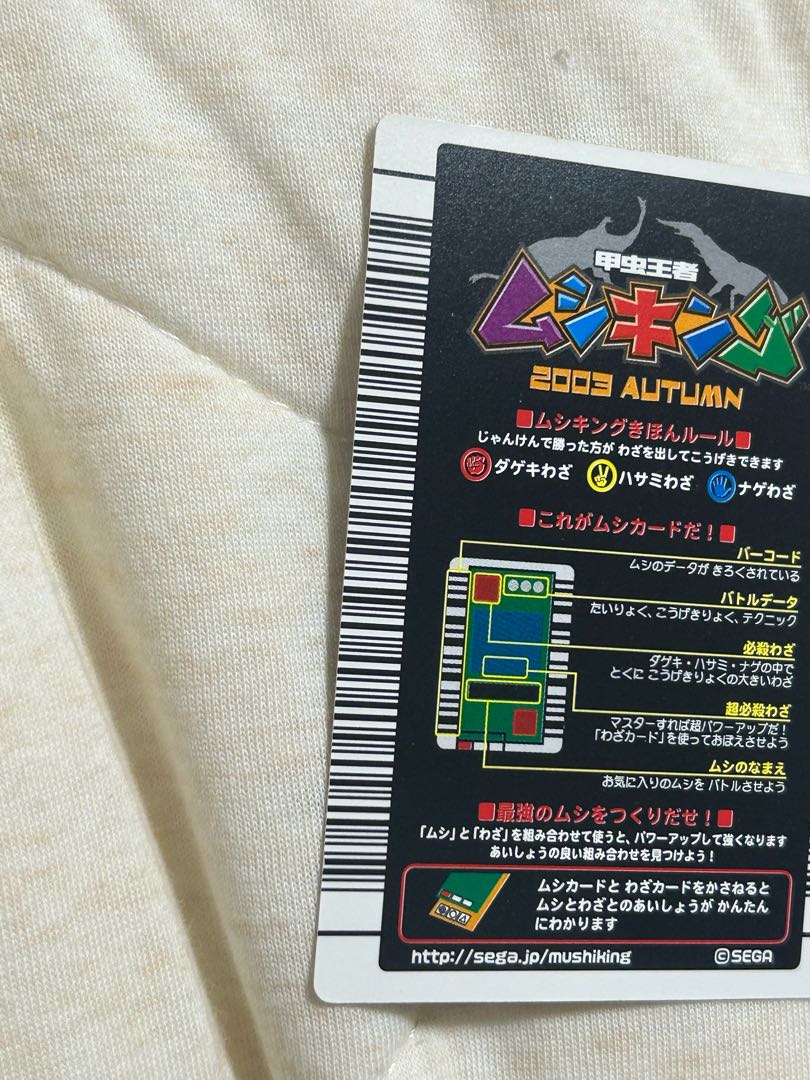 甲虫王者
ムシキング
2003 AUTUMN
■ムシキングきほんルール■
じゃんけんで勝った方が わざを出してこうげきできます
ダゲキわざ ハサミわざ ナゲわざ
■これがムシカードだ!■
バーコード
ムシのデータが きろくされている
バトルデータ
たいりょく、こうげきりょく、テクニック
必殺わざ
ダゲキ・ハサミ・ナゲの中で
とくに こうげきりょくの大きいわざ
超必殺わざ
マスターすれば超パワーアップだ!
「わざカード」を使っておぼえさせよう
ムシのなまえ
お気に入りのムシを バトルさせよう
■最強のムシをつくりだせ!■
「ムシ」と「わざ」を組み合わせて使うと、パワーアップして強くなります
あいしょうの良い組み合わせを見つけよう!
ムシカードと わざカードをかさねると
ムシとわざとのあいしょうが かんたん
にわかります
http://sega.jp/mushiking ©SEGA